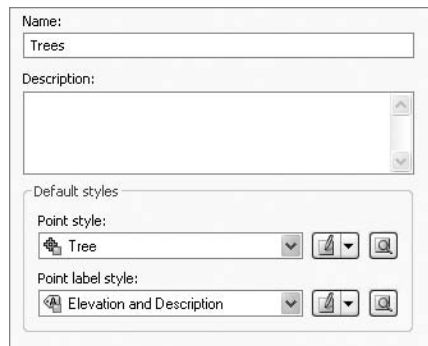 Name:
Trees
Description:
Default styles
Point style:
Tree
Point label style:
Elevation and Description